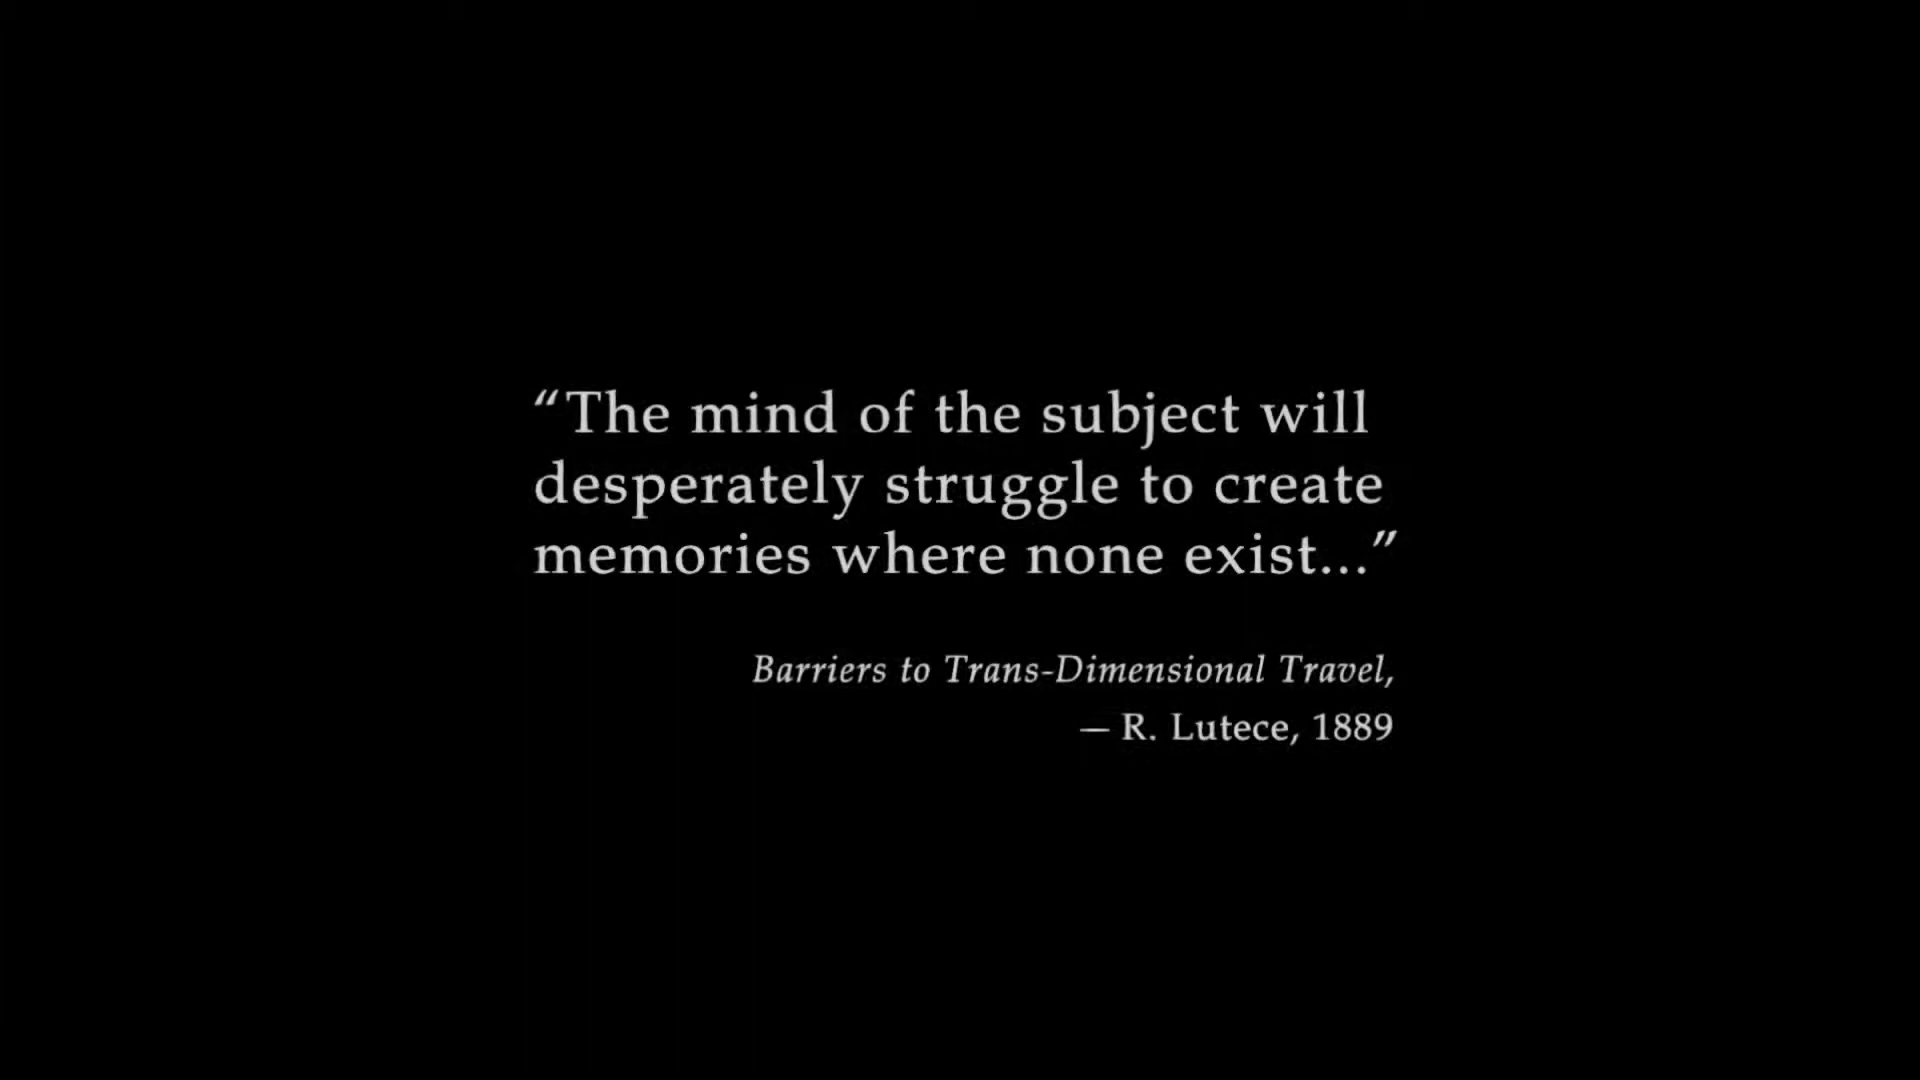 “The mind of the subject will
desperately struggle to create
memories where none exist...”
Barriers to Trans-Dimensional Travel,
— R. Lutece, 1889